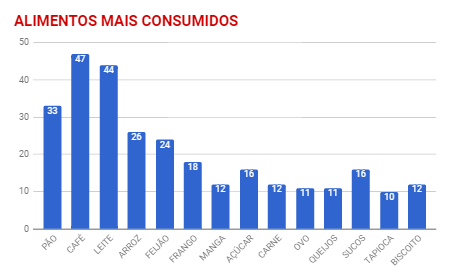 ALIMENTOS MAIS CONSUMIDOS
50
40
30
20
10
0
33
47
44
26
24
18
12
16
12
11
11
16
10
12
PÃO
CAFÉ
LEITE
ARROZ
FEIJÃO
FRANGO
MANGA
AÇÚCAR
CARNE
OVO
QUEIJOS
SUCOS
TAPIOCA
BISCOITO